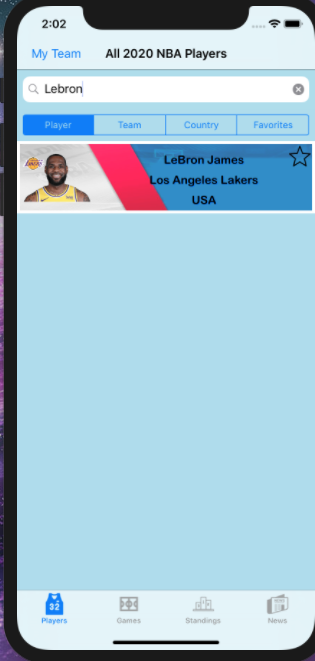 2:02
My Team All 2020 NBA Players
Lebron
Player Team Country Favorites
LeBron James
Los Angeles Lakers
USA
32
Players Games Standings News